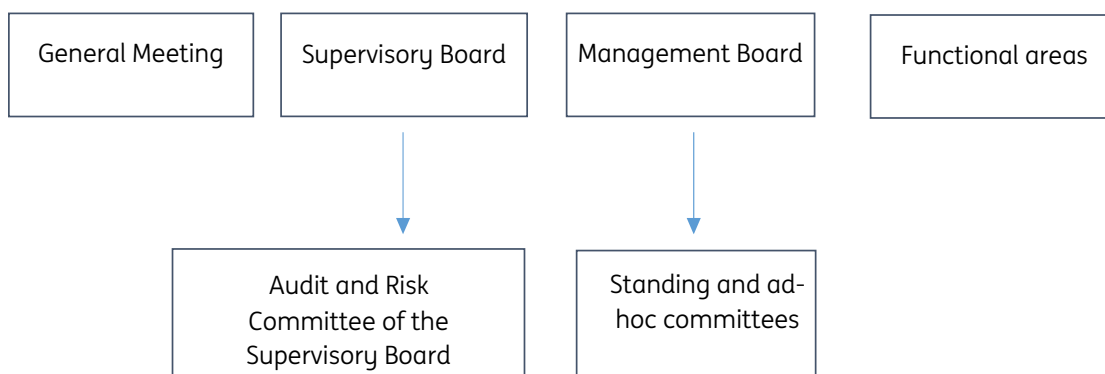 General Meeting
Supervisory Board
Management Board
Functional areas
Audit and Risk
Committee of the
Supervisory Board
Standing and ad-
hoc committees